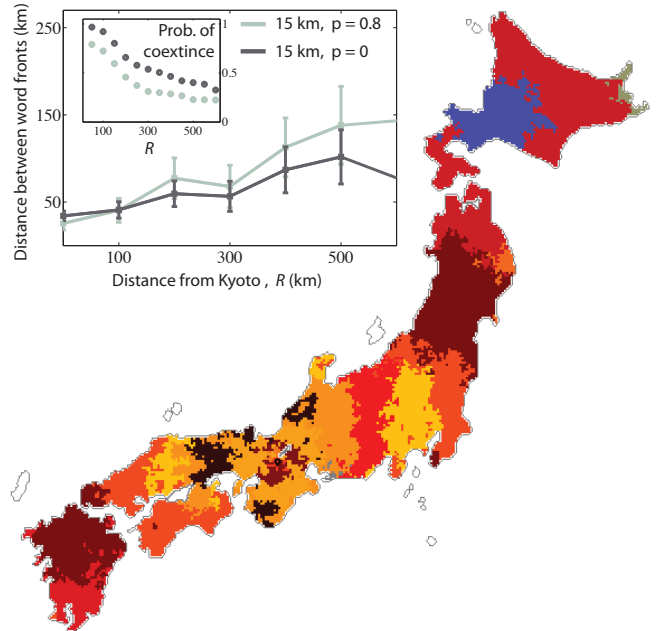 Distance between word fronts (km)
270
150
50
100
300
500
Distance from Kyoto , R (km)
15 km, p = 0.8
15 km, p = 0
Prob. of
coextince
1
0.5
0
100
300
500
R